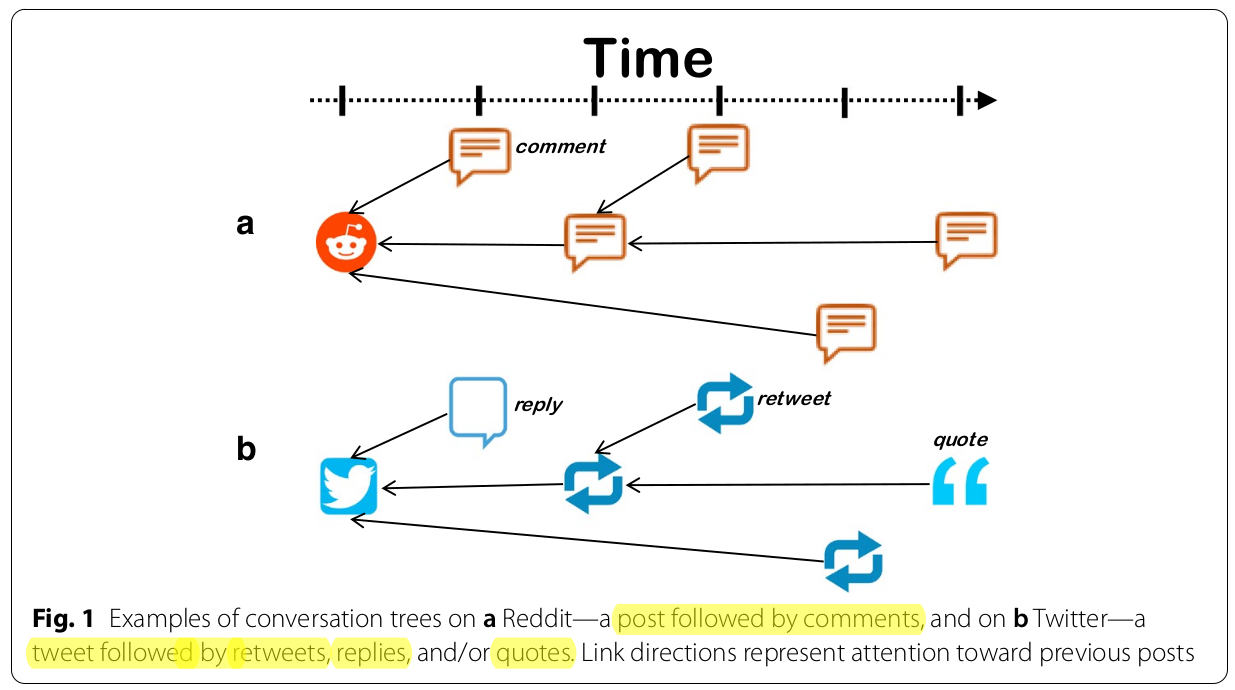 Time
comment
a
reply
retweet
b
quote
Fig. 1 Examples of conversation trees on a Reddit—a post followed by comments, and on b Twitter—a
tweet followed by retweets, replies, and/or quotes. Link directions represent attention toward previous posts